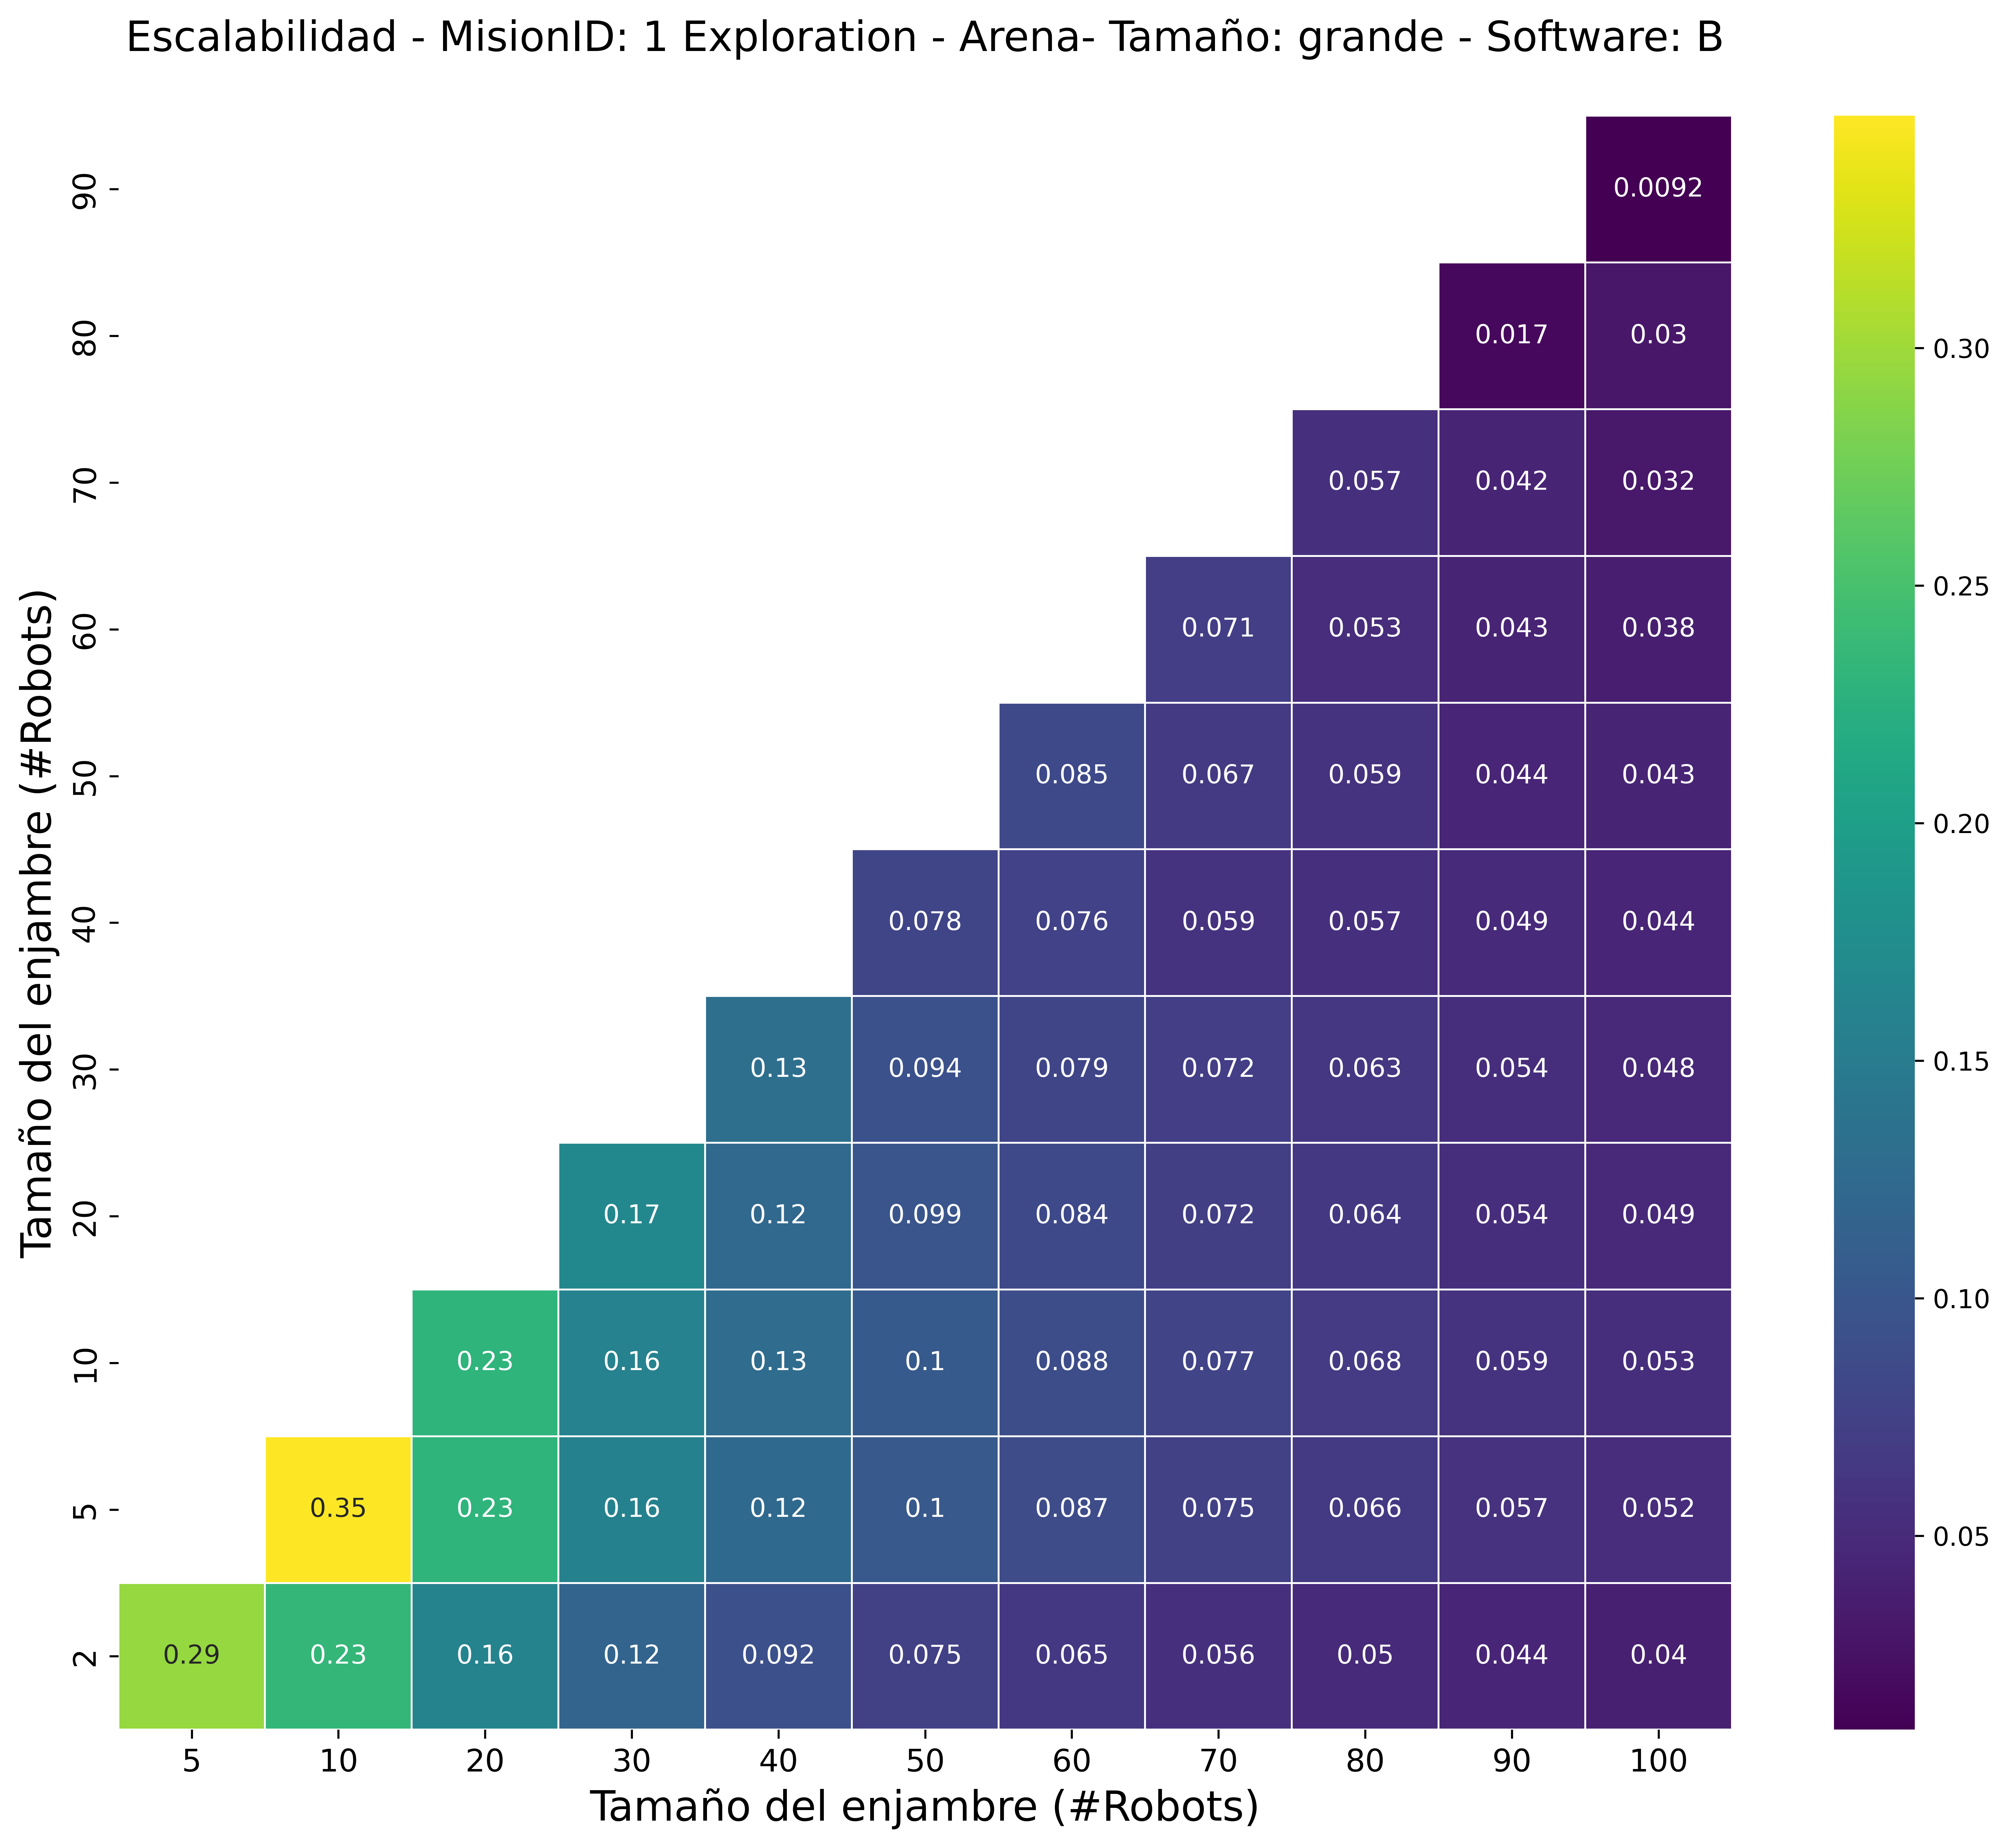 Escalabilidad - MisionID: 1 Exploration - Arena- Tamaño: grande - Software: B
90 0.0092
80 0.017 0.03
70 0.057 0.042 0.032
60 0.071 0.053 0.043 0.038
50 0.085 0.067 0.059 0.044 0.043
40 0.078 0.076 0.059 0.057 0.049 0.044
30 0.13 0.094 0.079 0.072 0.063 0.054 0.048
20 0.17 0.12 0.099 0.084 0.072 0.064 0.054 0.049
10 0.23 0.16 0.13 0.1 0.088 0.077 0.068 0.059 0.053
5 0.35 0.23 0.16 0.12 0.1 0.087 0.075 0.066 0.057 0.052
2 0.29 0.23 0.16 0.12 0.092 0.075 0.065 0.056 0.05 0.044 0.04
5 10 20 30 40 50 60 70 80 90 100
Tamaño del enjambre (#Robots)
Tamaño del enjambre (#Robots)
0.30
0.25
0.20
0.15
0.10
0.05